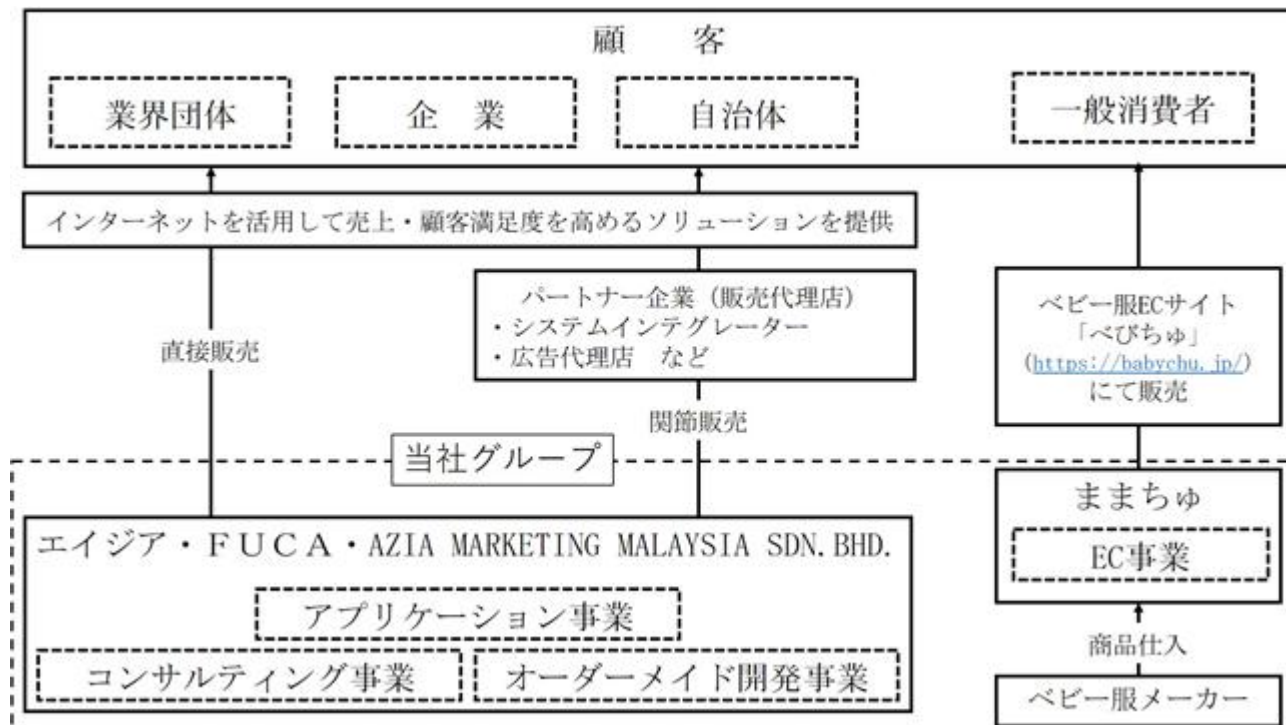 顧　客
業界団体
企　業
自治体
一般消費者
インターネットを活用して売上・顧客満足度を高めるソリューションを提供
パートナー企業（販売代理店）
・システムインテグレーター
・広告代理店　など
ベビー服ECサイト
「べびちゅ」
(https://babychu.jp/)
にて販売
直接販売
関節販売
当社グループ
エイジア・ＦＵＣＡ・AZIA MARKETING MALAYSIA SDN.BHD.
アプリケーション事業
コンサルティング事業
オーダーメイド開発事業
ままちゅ
EC事業
商品仕入
ベビー服メーカー